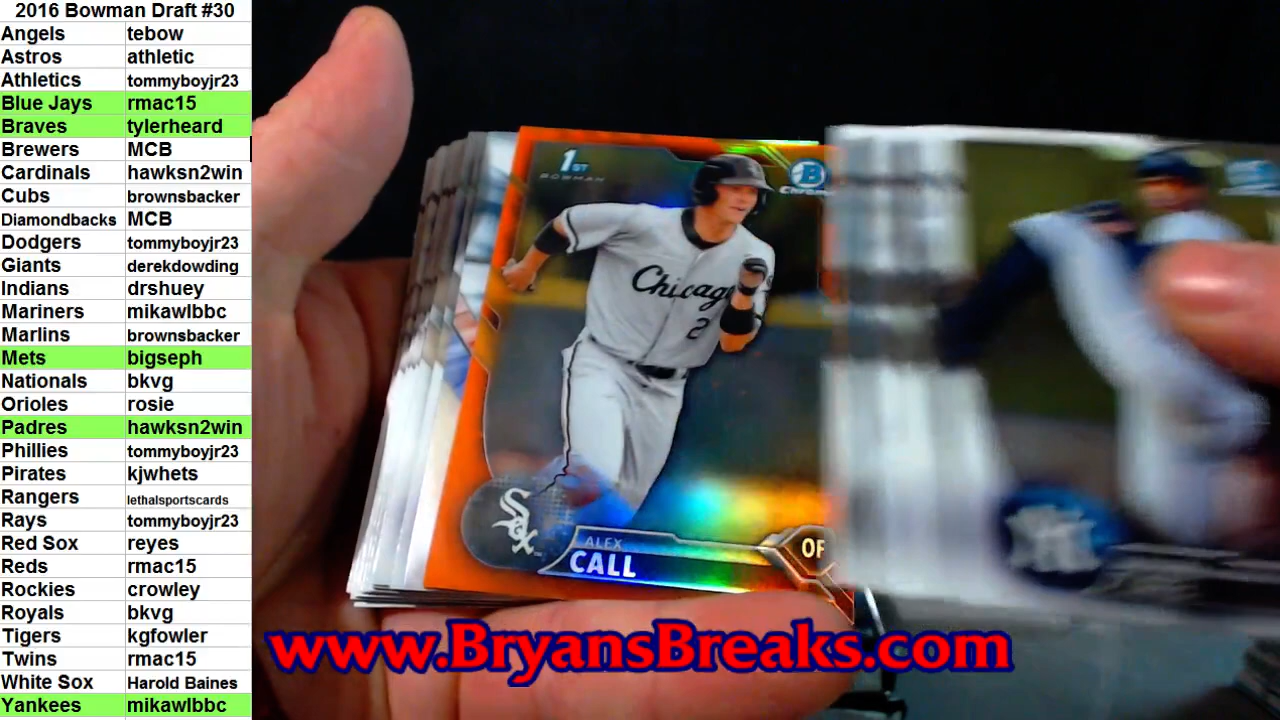 2016 Bowman Draft #30
Angels tebow
Astros athletic
Athletics tommyboyjr23
Blue Jays rmac15
Braves tylerheard
Brewers MCB
Cardinals hawksn2win
Cubs brownsbacker
Diamondbacks MCB
Dodgers tommyboyjr23
Giants derekdowding
Indians drshuey
Mariners mikawlbbc
Marlins brownsbacker
Mets bigseph
Nationals bkvg
Orioles rosie
Padres hawksn2win
Phillies tommyboyjr23
Pirates kjwhets
Rangers lethalsportscards
Rays tommyboyjr23
Red Sox reyes
Reds rmac15
Rockies crowley
Royals bkvg
Tigers kgfowler
Twins rmac15
White Sox Harold Baines
Yankees mikawlbbc
1ST
BOWMAN
B
Chrome
Chicago
2
SOX
ALEX
CALL
OF
M
www.BryansBreaks.com